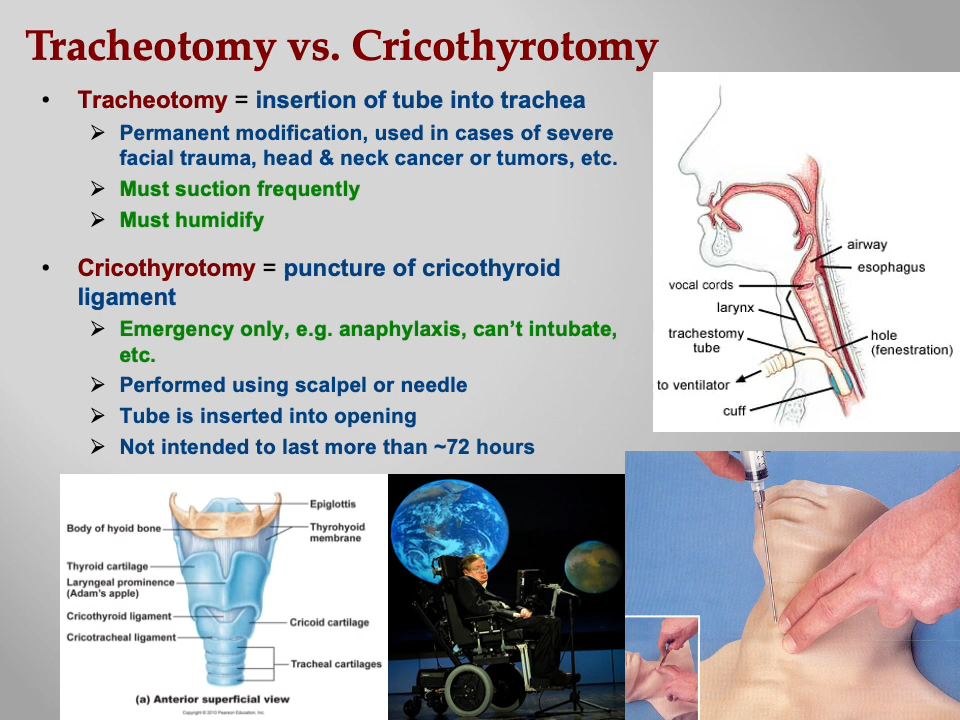 Tracheotomy vs. Cricothyrotomy
• Tracheotomy = insertion of tube into trachea
➢ Permanent modification, used in cases of severe
facial trauma, head & neck cancer or tumors, etc.
➢ Must suction frequently
➢ Must humidify
• Cricothyrotomy = puncture of cricothyroid
ligament
➢ Emergency only, e.g. anaphylaxis, can’t intubate,
etc.
➢ Performed using scalpel or needle
➢ Tube is inserted into opening
➢ Not intended to last more than ~72 hours
airway
esophagus
vocal cords
larynx
trachestomy
tube
hole
(fenestration)
to ventilator
cuff
Epiglottis
Body of hyoid bone
Thyrohyoid
membrane
Thyroid cartilage
Laryngeal prominence
(Adam's apple)
Cricothyroid ligament
Cricoid cartilage
Cricotracheal ligament
Tracheal cartilages
(a) Anterior superficial view
Copyright © 2010 Pearson Education, Inc.